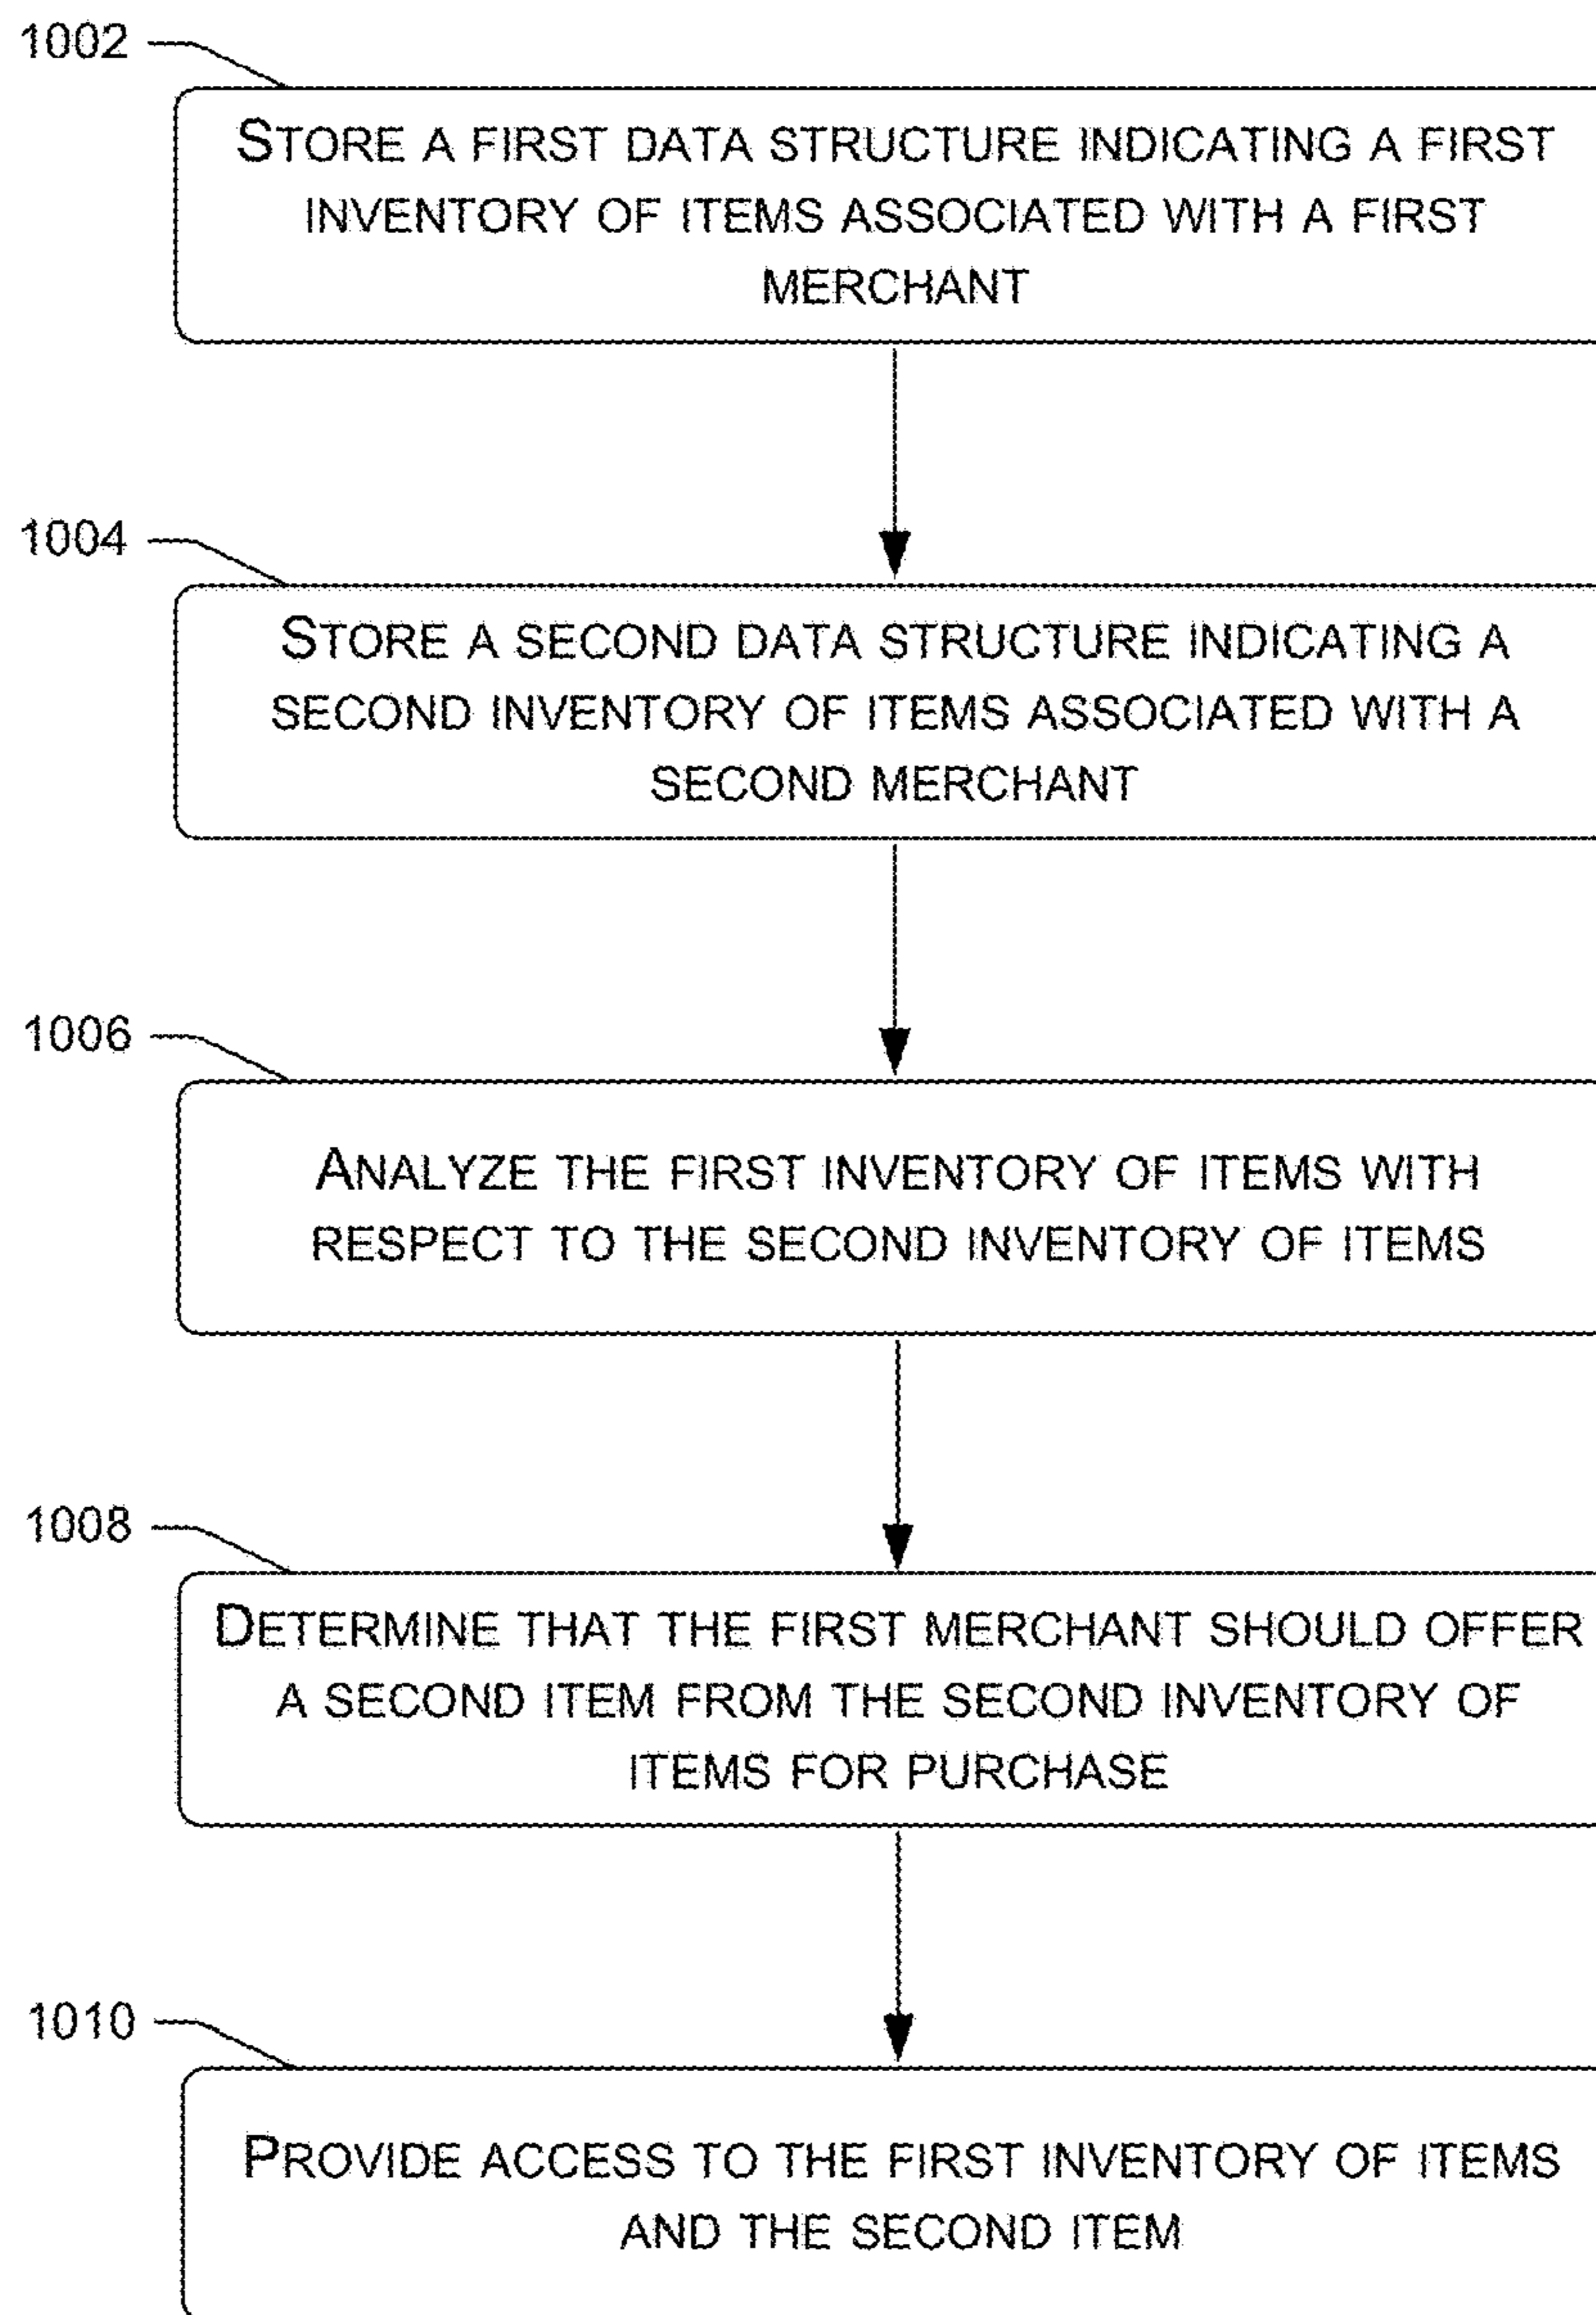 1002
STORE A FIRST DATA STRUCTURE INDICATING A FIRST
INVENTORY OF ITEMS ASSOCIATED WITH A FIRST
MERCHANT
1004
STORE A SECOND DATA STRUCTURE INDICATING A
SECOND INVENTORY OF ITEMS ASSOCIATED WITH A
SECOND MERCHANT
1006
ANALYZE THE FIRST INVENTORY OF ITEMS WITH
RESPECT TO THE SECOND INVENTORY OF ITEMS
1008
DETERMINE THAT THE FIRST MERCHANT SHOULD OFFER
A SECOND ITEM FROM THE SECOND INVENTORY OF
ITEMS FOR PURCHASE
1010
PROVIDE ACCESS TO THE FIRST INVENTORY OF ITEMS
AND THE SECOND ITEM